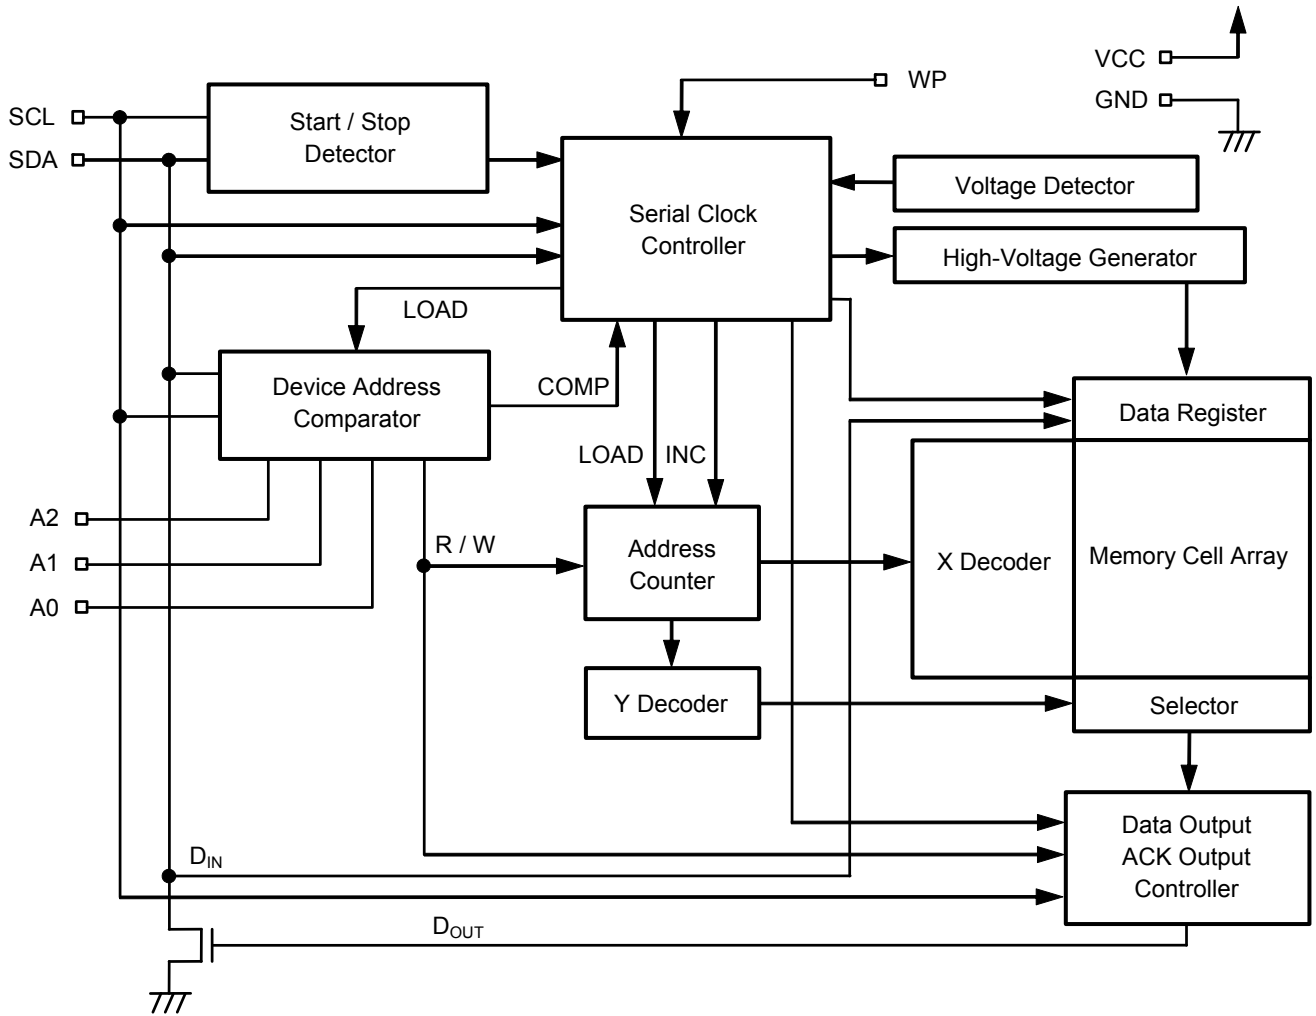 VCC
WP
GND
SCL
Start / Stop
Detector
SDA
Voltage Detector
Serial Clock
Controller
High-Voltage Generator
LOAD
Device Address
Comparator
COMP
Data Register
LOAD
INC
A2
R / W
Address
Counter
X Decoder
Memory Cell Array
A1
A0
Y Decoder
Selector
Data Output
ACK Output
Controller
DIN
DOUT